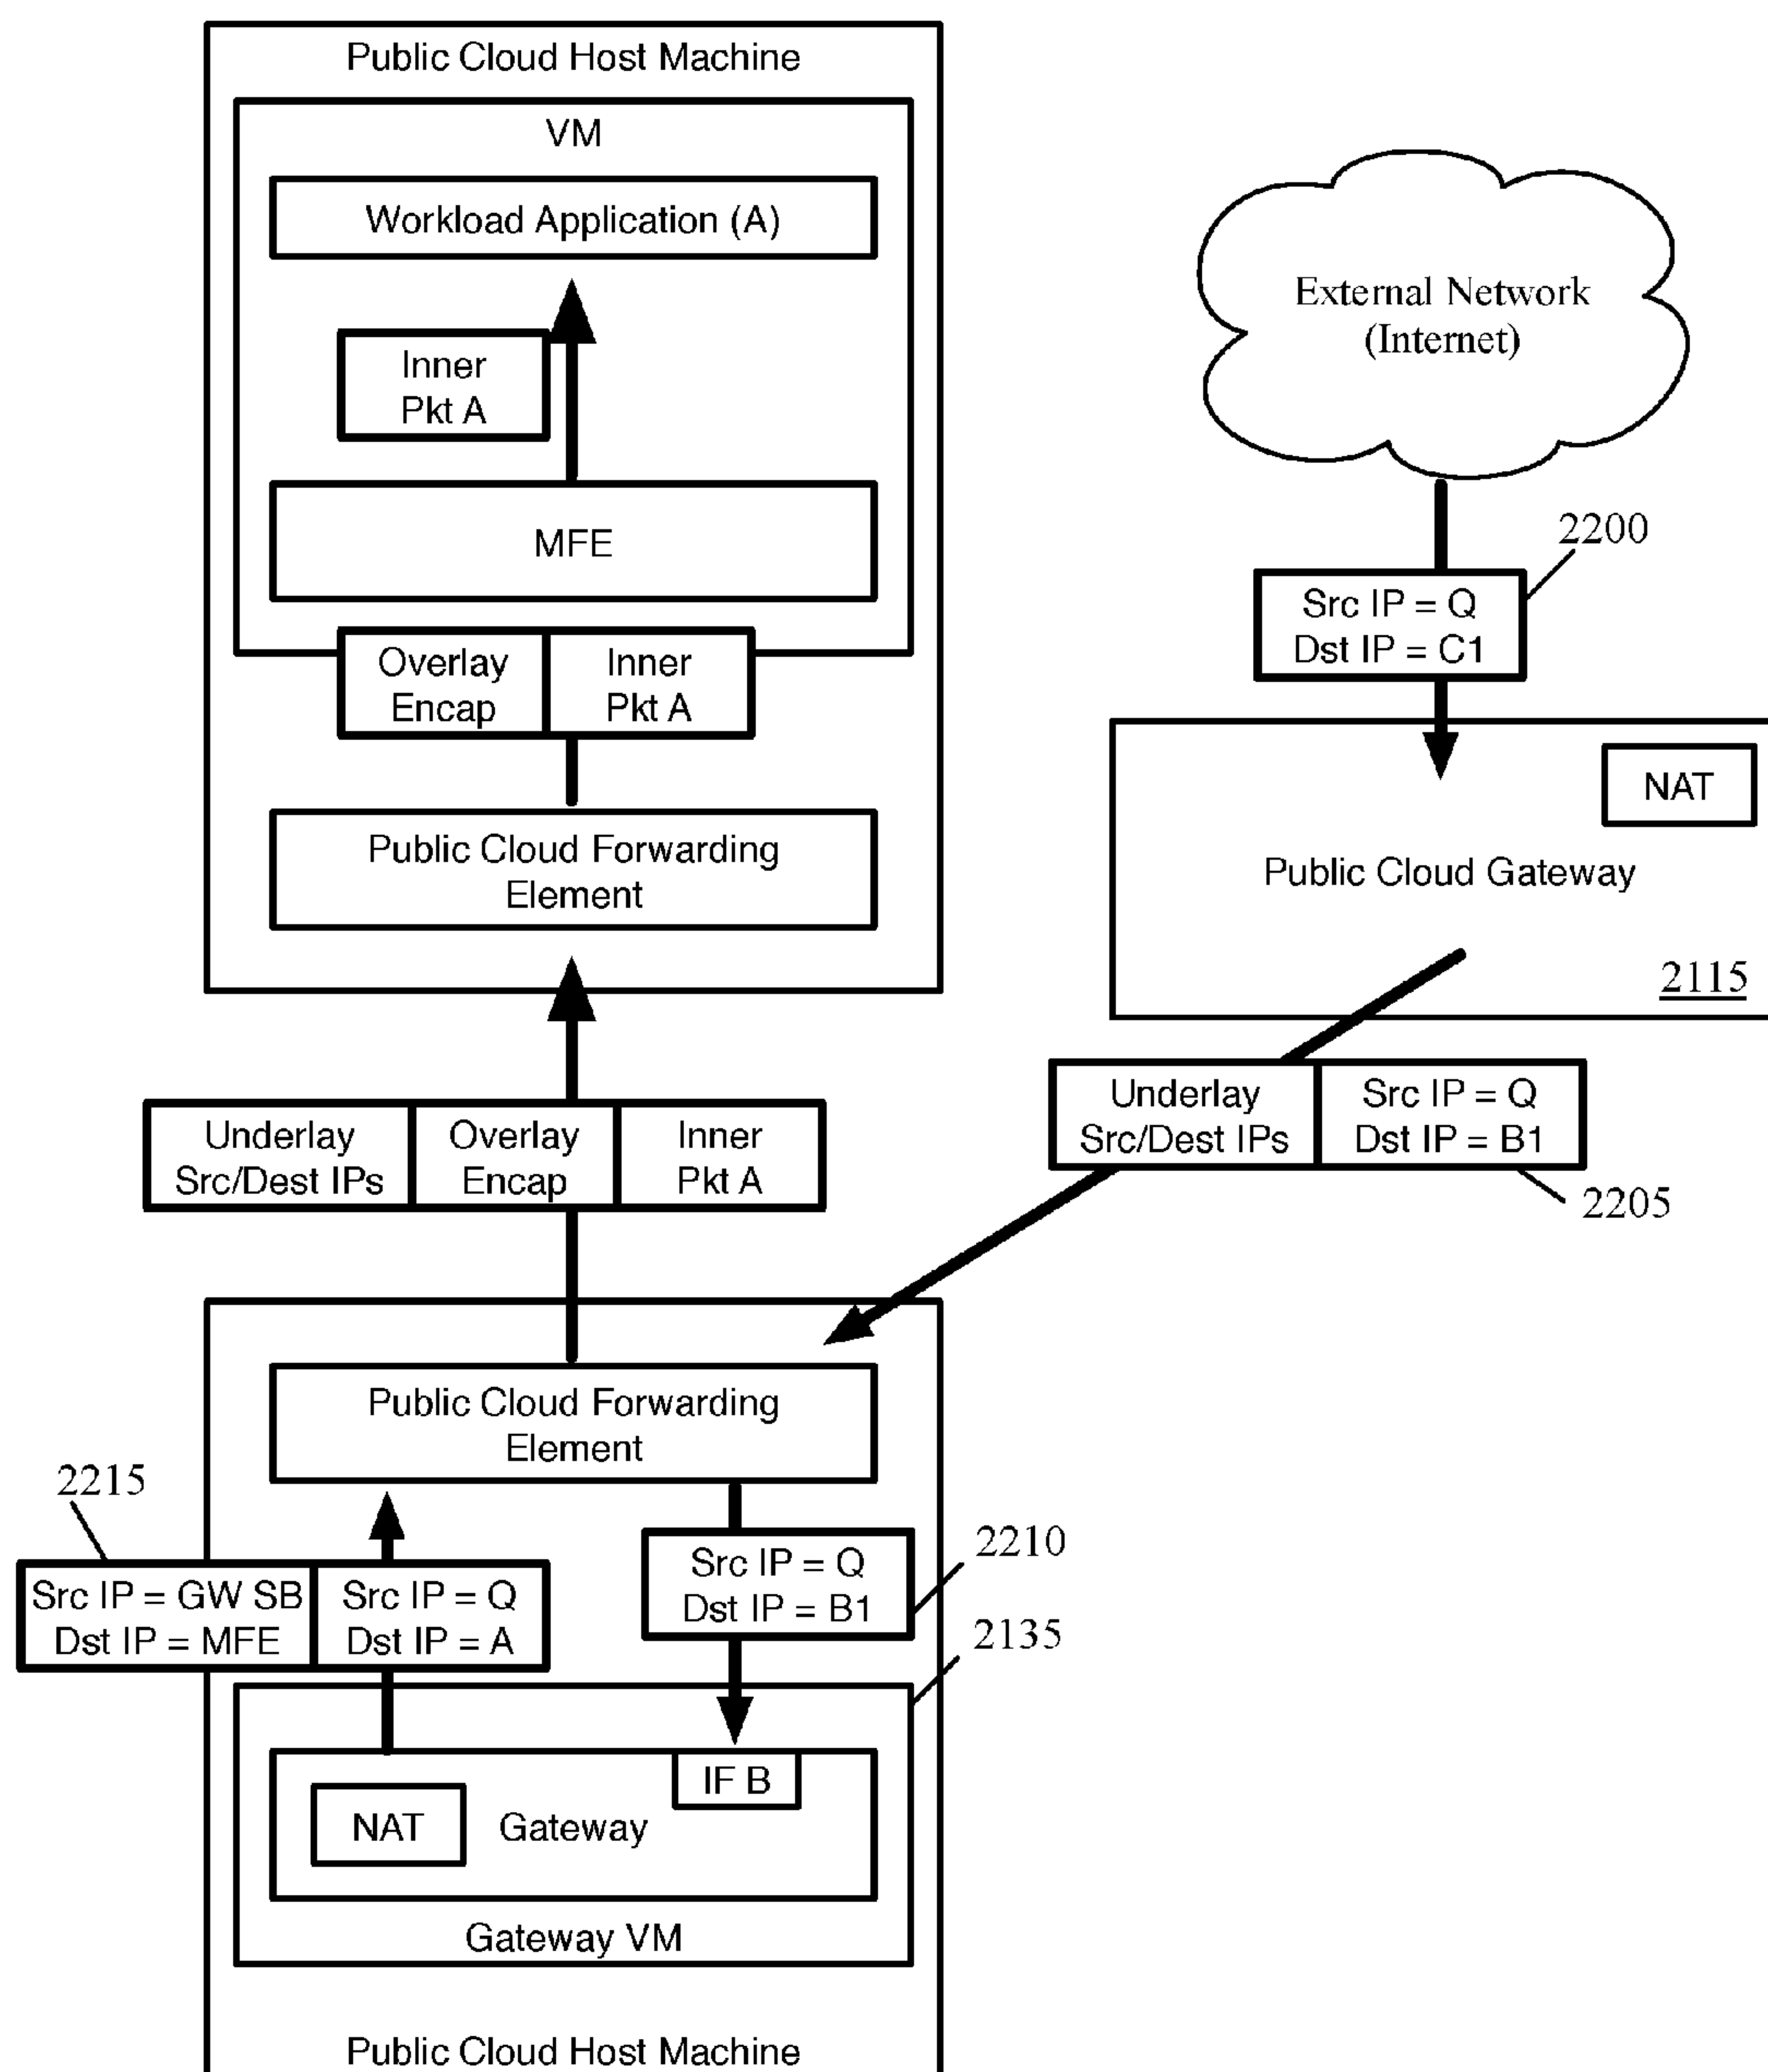 Public Cloud Host Machine
VM
Workload Application (A)
Inner
Pkt A
MFE
Overlay
Encap
Inner
Pkt A
Public Cloud Forwarding
Element
External Network
(Internet)
2200
Src IP = Q
Dst IP = C1
NAT
Public Cloud Gateway
2115
Underlay
Src/Dest IPs
Src IP = Q
Dst IP = B1
2205
Underlay
Src/Dest IPs
Overlay
Encap
Inner
Pkt A
Public Cloud Forwarding
Element
2215
Src IP = GW SB
Dst IP = MFE
Src IP = Q
Dst IP = A
Src IP = Q
Dst IP = B1
2210
2135
IF B
NAT
Gateway
Gateway VM
Public Cloud Host Machine